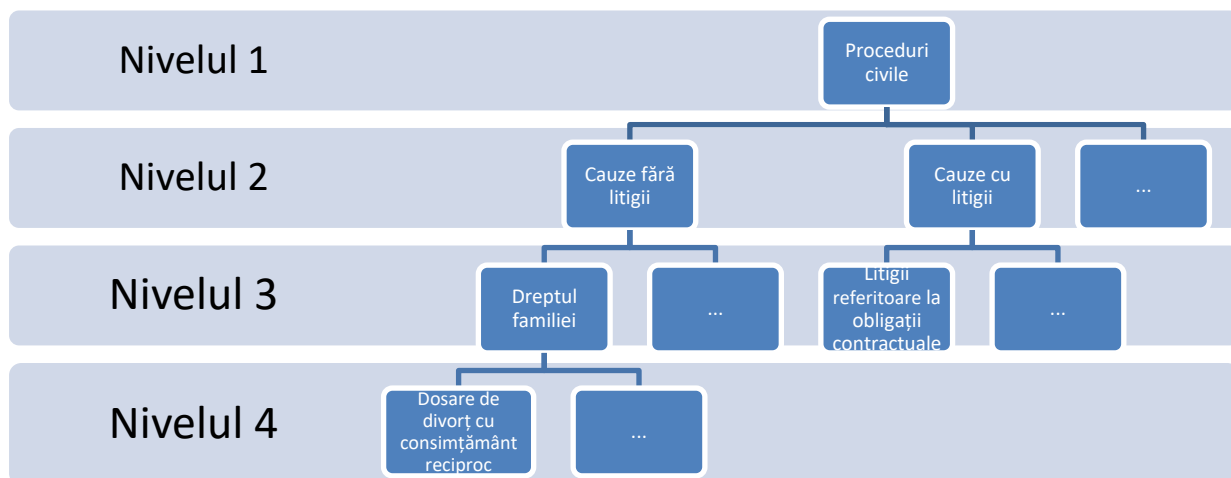 Nivelul 1
Proceduri
civile
Nivelul 2
Cauze fără
litigii
Cauze cu
litigii
...
Nivelul 3
Dreptul
familiei
...
Litigii
referitoare la
obligații
contractuale
...
Nivelul 4
Dosare de
divorț cu
consimțământ
reciproc
...